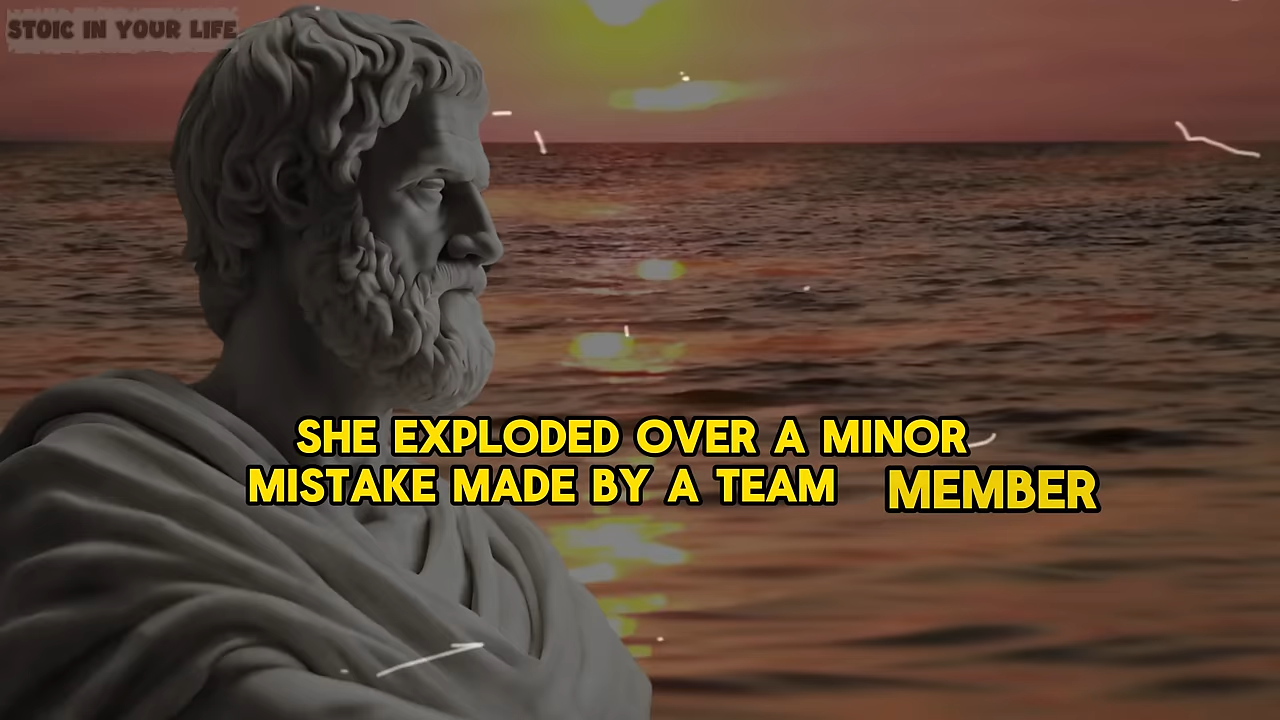 STOIC IN YOUR LIFE
SHE EXPLODED OVER A MINOR
MISTAKE MADE BY A TEAM MEMBER